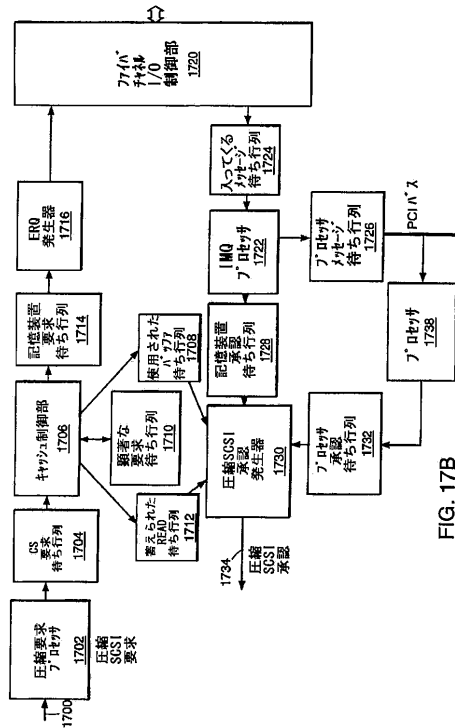 1700
圧縮要求
プロセッサ
1702
圧縮
SCSI
要求
CS
要求
待ち行列
1704
キャッシュ制御部
1706
記憶装置
要求
待ち行列
1714
ERQ
発生器
1716
ファイバ
チャネル
I/O
制御部
1720
使用された
バッファ
待ち行列
1708
顕著な
要求
待ち行列
1710
蓄えられた
READ
待ち行列
1712
入ってくる
メッセージ
待ち行列
1724
IMQ
プロセッサ
1722
記憶装置
承認
待ち行列
1728
圧縮SCSI
承認
発生器
1730
1734
圧縮
SCSI
承認
プロセッサ
メッセージ
待ち行列
1726
PCIバス
プロセッサ
1738
プロセッサ
承認
待ち行列
1732
FIG. 17B